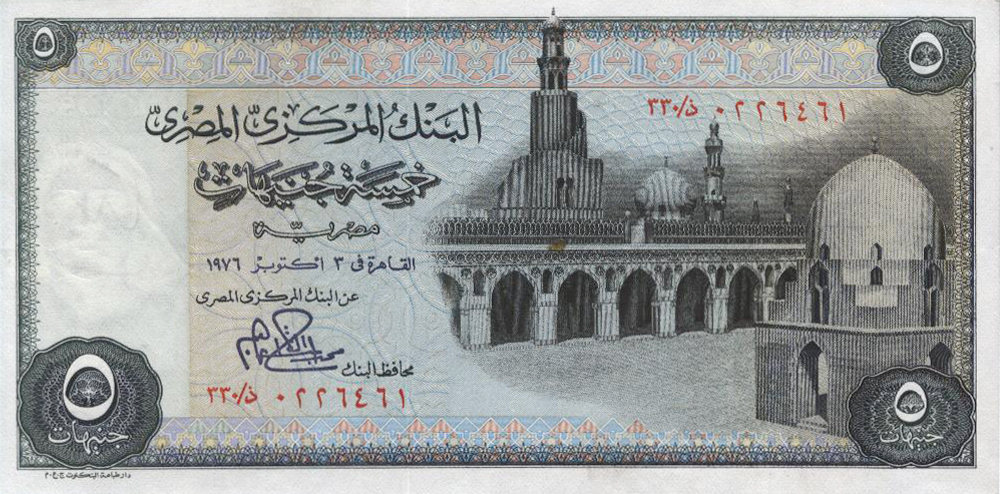 ٥
٥
البنك المركزى المصرى
٣٣٠/ذ ٠٢٢٦٤٦١
خمسة جنيهات
مصرية
القاهرة فى ٣ أكتوبر ١٩٧٦
عن البنك المركزى المصرى
محافظ البنك
٣٣٠/ذ ٠٢٢٦٤٦١
٥
جنيهات
٥
جنيهات
دار طباعة البنكنوت ج.ع.م